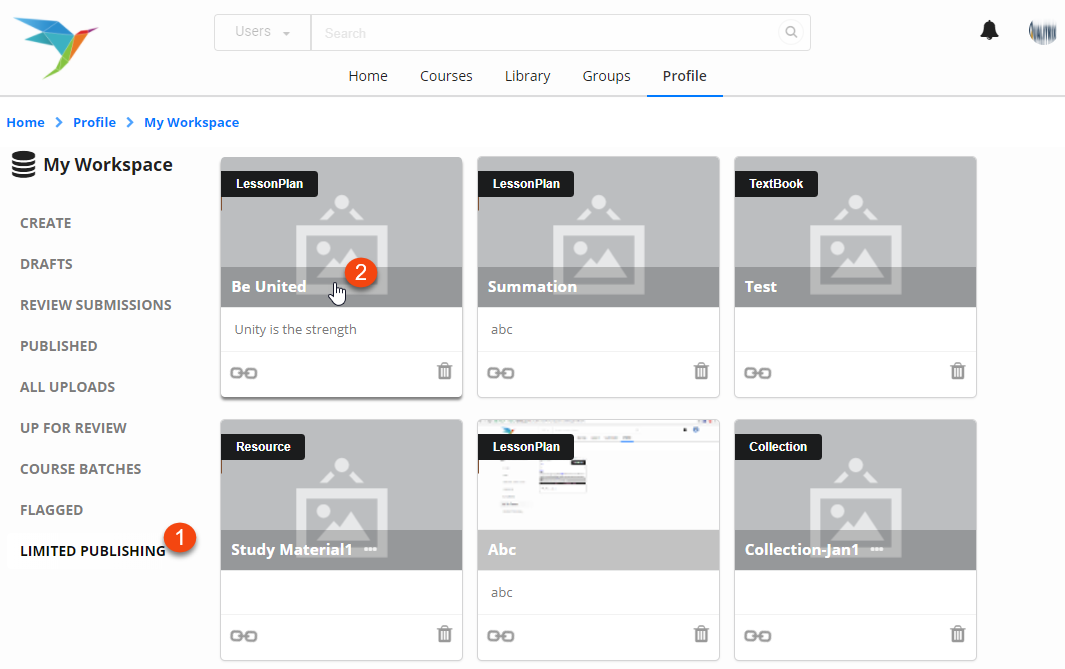 Users
Search
Home Courses Library Groups Profile
Home > Profile > My Workspace
My Workspace
CREATE
DRAFTS
REVIEW SUBMISSIONS
PUBLISHED
ALL UPLOADS
UP FOR REVIEW
COURSE BATCHES
FLAGGED
LIMITED PUBLISHING
1
LessonPlan
Be United
2
Unity is the strength
LessonPlan
Summation
abc
TextBook
Test
Resource
Study Material1 ...
LessonPlan
Abc
abc
Collection
Collection-Jan1 ...